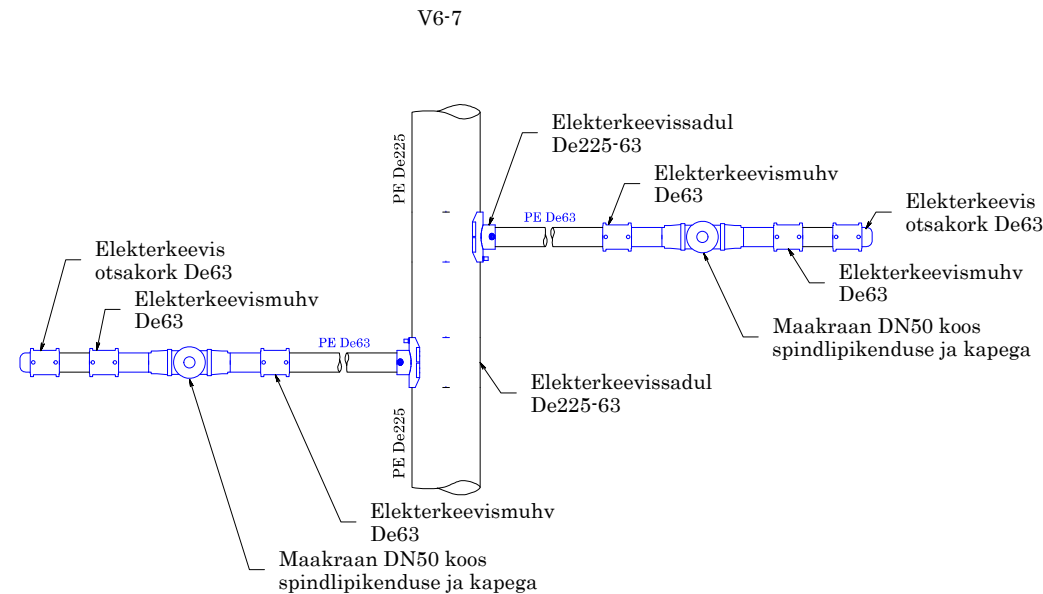 V6-7
PE De225
Elekterkeevissadul
De225-63
Elekterkeevismuhv
De63
PE De63
Elekterkeevis
otsakork De63
Elekterkeevis
otsakork De63
Elekterkeevismuhv
De63
Elekterkeevismuhv
De63
Maakraan DN50 koos
spindlipikenduse ja kapega
PE De63
Elekterkeevissadul
De225-63
PE De225
Elekterkeevismuhv
De63
Maakraan DN50 koos
spindlipikenduse ja kapega